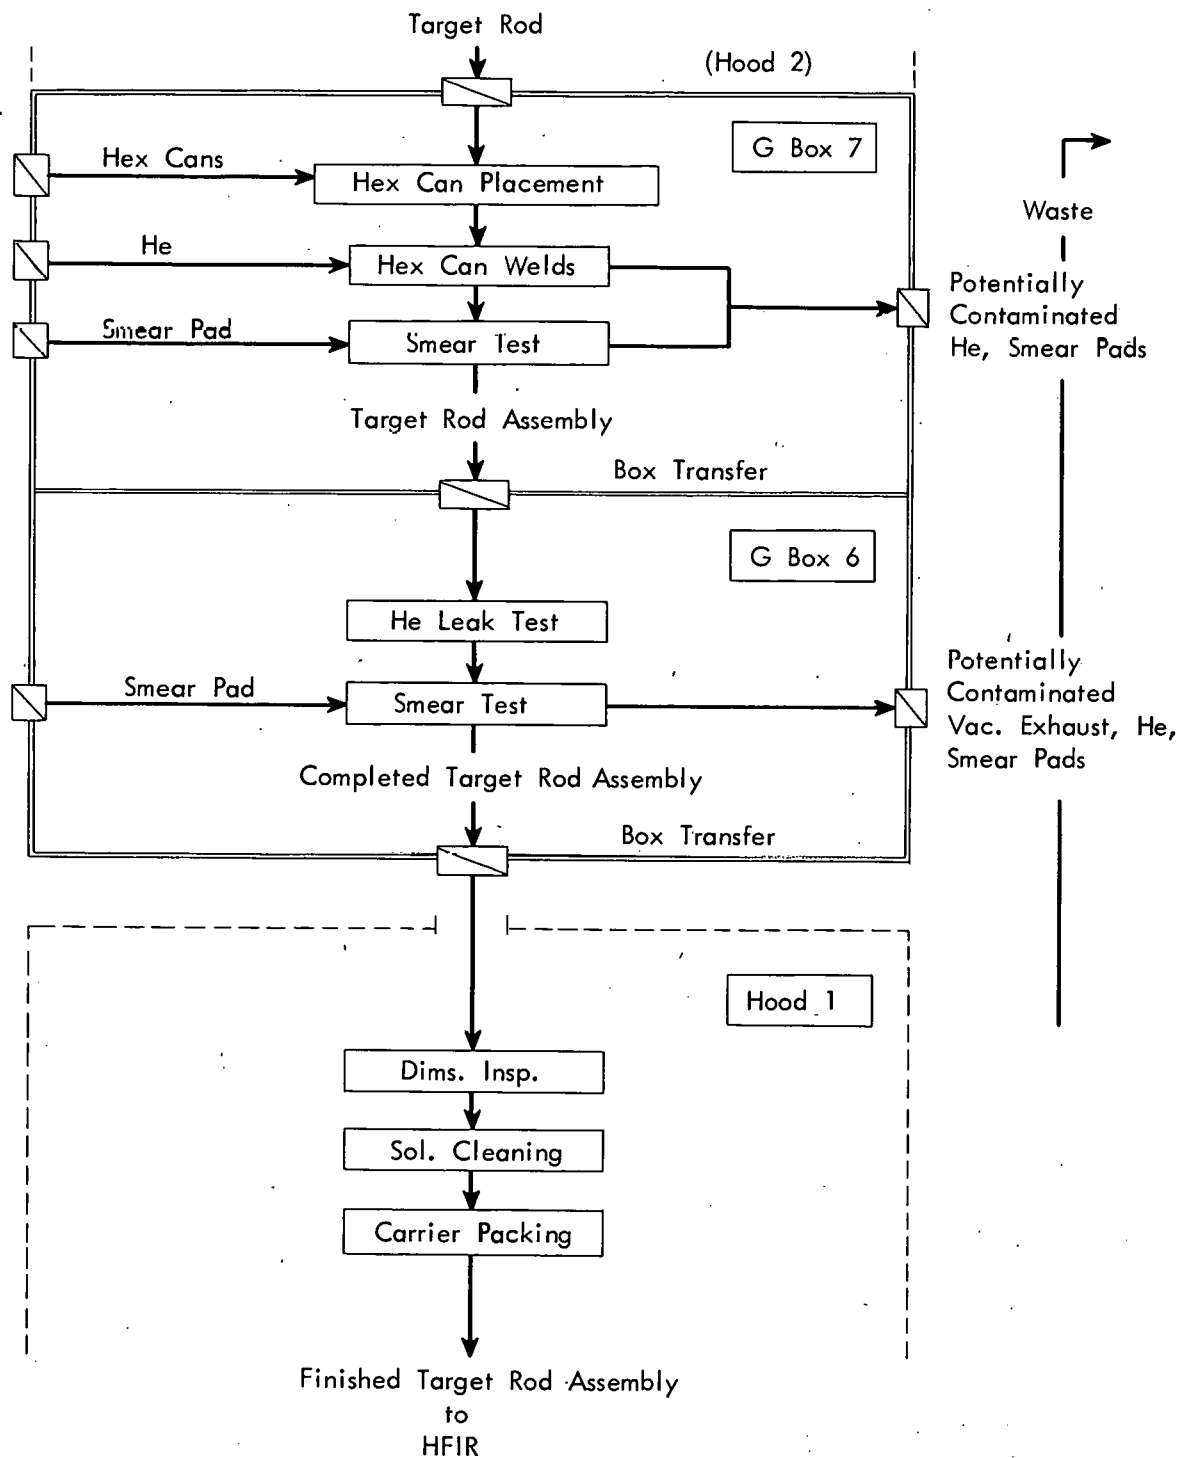 Target Rod
(Hood 2)
G Box 7
Hex Cans
Hex Can Placement
Waste
He
Hex Can Welds
Potentially
Contaminated
He, Smear Pads
Smear Pad
Smear Test
Target Rod Assembly
Box Transfer
G Box 6
He Leak Test
Potentially
Contaminated
Vac. Exhaust, He,
Smear Pads
Smear Pad
Smear Test
Completed Target Rod Assembly
Box Transfer
Hood 1
Dims. Insp.
Sol. Cleaning
Carrier Packing
Finished Target Rod Assembly
to
HFIR